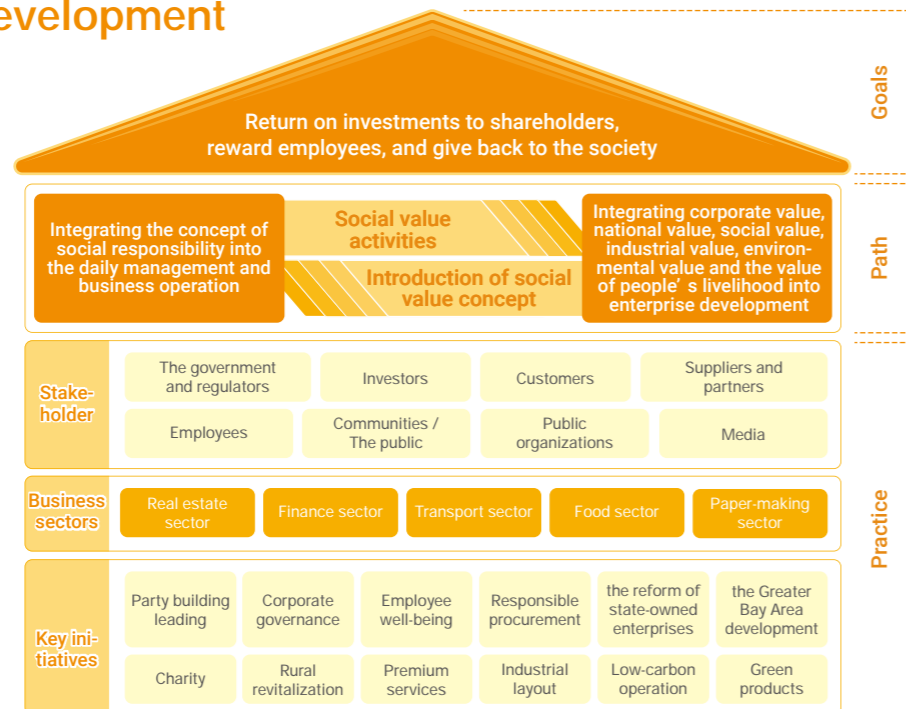 evelopment
Goals
Return on investments to shareholders,
reward employees, and give back to the society
Path
Integrating the concept of
social responsibility into
the daily management and
business operation
Social value
activities
Introduction of social
value concept
Integrating corporate value,
national value, social value,
industrial value, environ-
mental value and the value
of people' s livelihood into
enterprise development
Practice
Stake-
holder
The government
and regulators
Investors
Customers
Suppliers and
partners
Employees
Communities /
The public
Public
organizations
Media
Business
sectors
Real estate
sector
Finance sector
Transport sector
Food sector
Paper-making
sector
Key ini-
tiatives
Party building
leading
Corporate
governance
Employee
well-being
Responsible
procurement
the reform of
state-owned
enterprises
the Greater
Bay Area
development
Charity
Rural
revitalization
Premium
services
Industrial
layout
Low-carbon
operation
Green
products